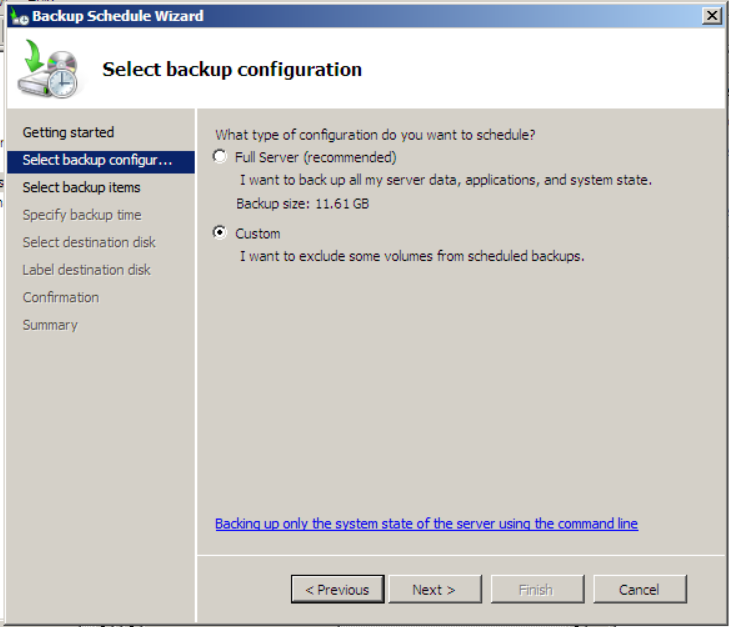 Backup Schedule Wizard
Select backup configuration
Getting started
Select backup configur...
Select backup items
Specify backup time
Select destination disk
Label destination disk
Confirmation
Summary
What type of configuration do you want to schedule?
Full Server (recommended)
I want to back up all my server data, applications, and system state.
Backup size: 11.61 GB
Custom
I want to exclude some volumes from scheduled backups.
Backing up only the system state of the server using the command line
< Previous
Next >
Finish
Cancel